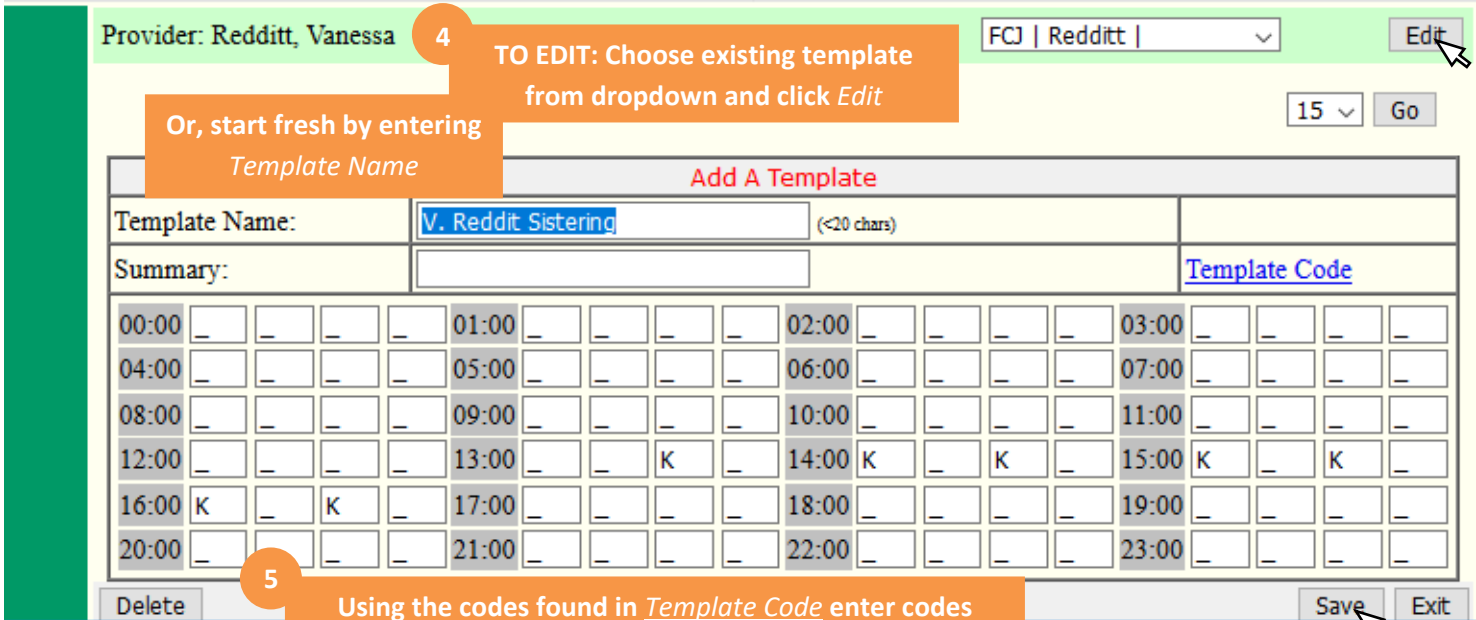 Provider: Redditt, Vanessa
4
TO EDIT: Choose existing template
from dropdown and click Edit
FCJ | Redditt |
Edit
Or, start fresh by entering
Template Name
15
Go
Add A Template
Template Name:
V. Reddit Sistering
(<20 chars)
Summary:
Template Code
00:00 _ _ _ _ 01:00 _ _ _ _ 02:00 _ _ _ _ 03:00 _ _ _ _
04:00 _ _ _ _ 05:00 _ _ _ _ 06:00 _ _ _ _ 07:00 _ _ _ _
08:00 _ _ _ _ 09:00 _ _ _ _ 10:00 _ _ _ _ 11:00 _ _ _ _
12:00 _ _ _ _ 13:00 _ _ K _ 14:00 K _ K _ 15:00 K _ K _
16:00 K _ K _ 17:00 _ _ _ _ 18:00 _ _ _ _ 19:00 _ _ _ _
20:00 _ _ _ _ 21:00 _ _ _ _ 22:00 _ _ _ _ 23:00 _ _ _ _
5
Using the codes found in Template Code enter codes
Delete
Save
Exit